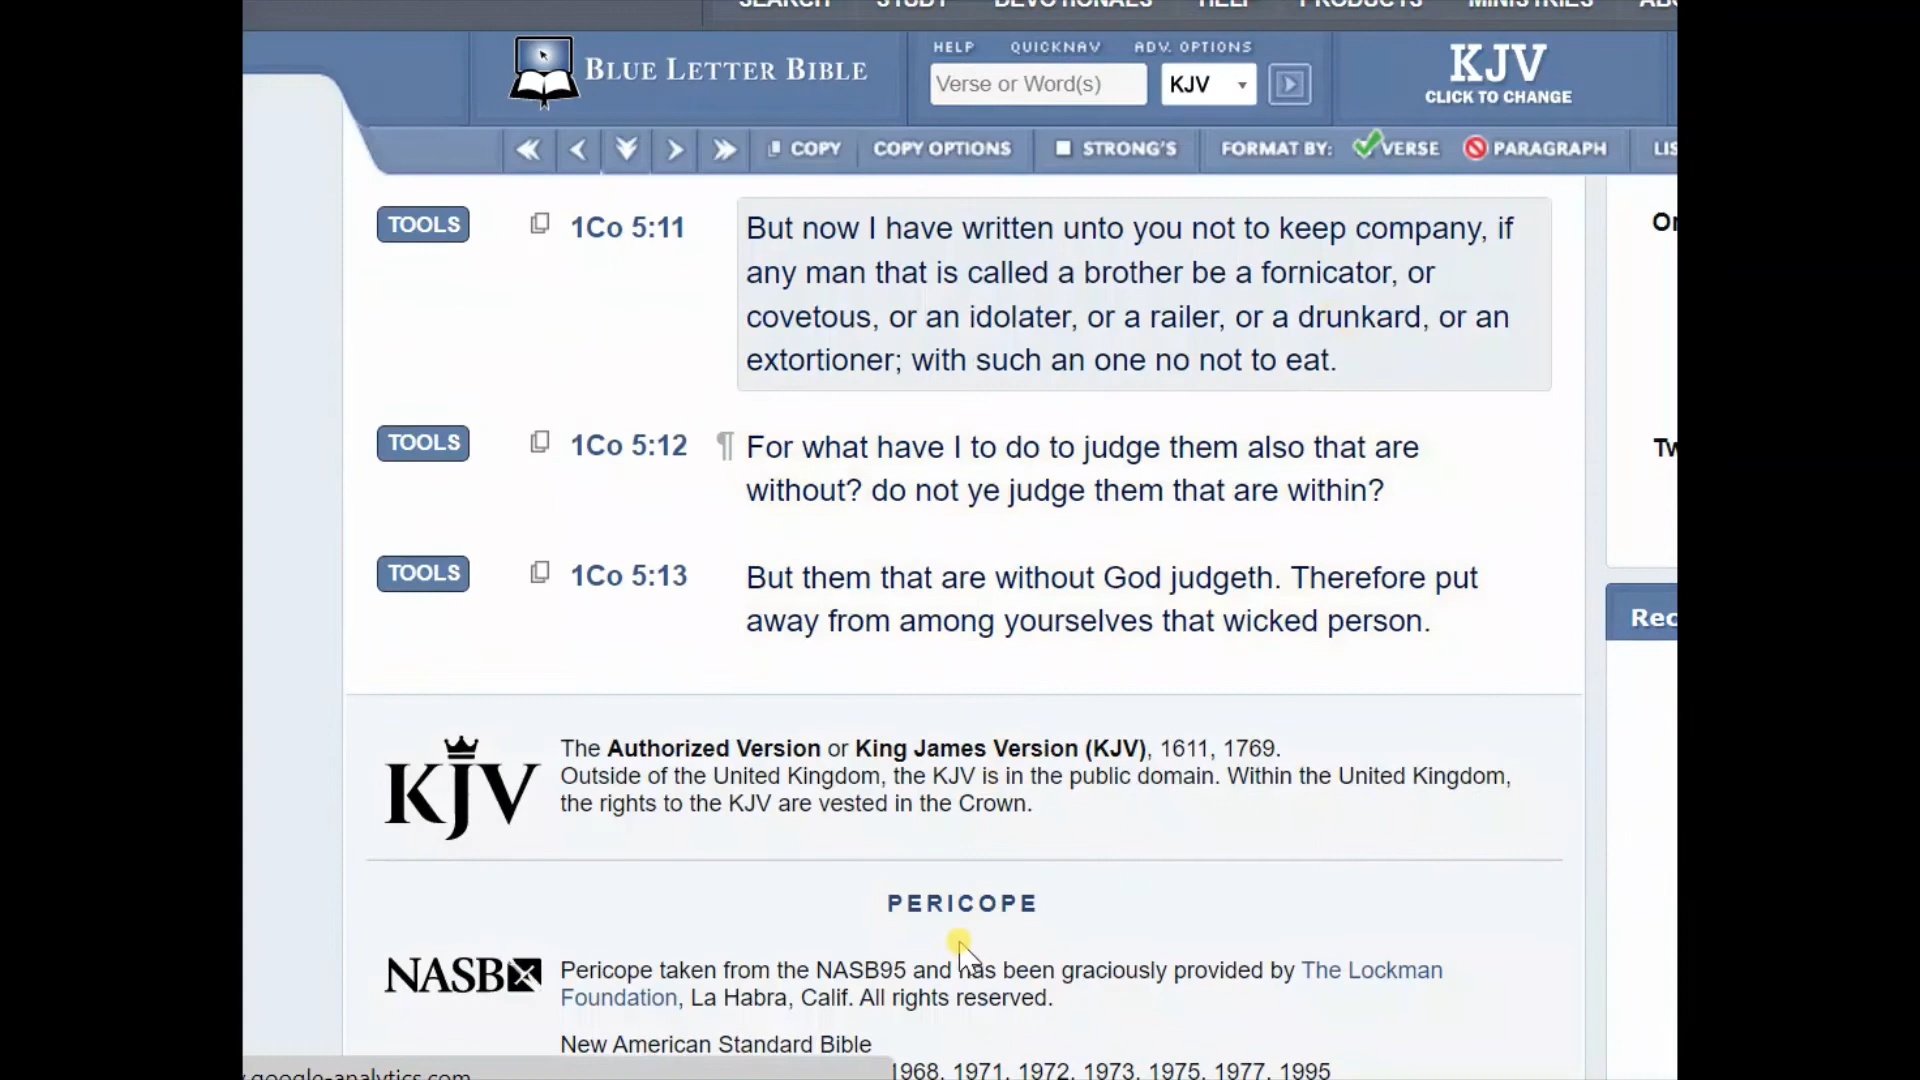 SEARCH STUDY DEVOTIONALS HELP PRODUCTS MINISTRIES
HELP QUICKNAV ADV. OPTIONS
BLUE LETTER BIBLE
Verse or Word(s) KJV
KJV
CLICK TO CHANGE
COPY COPY OPTIONS STRONG'S FORMAT BY: VERSE PARAGRAPH
TOOLS 1Co 5:11 But now I have written unto you not to keep company, if
any man that is called a brother be a fornicator, or
covetous, or an idolater, or a railer, or a drunkard, or an
extortioner; with such an one no not to eat.
TOOLS 1Co 5:12 ¶ For what have I to do to judge them also that are
without? do not ye judge them that are within?
TOOLS 1Co 5:13 But them that are without God judgeth. Therefore put
away from among yourselves that wicked person.
KJV
The Authorized Version or King James Version (KJV), 1611, 1769.
Outside of the United Kingdom, the KJV is in the public domain. Within the United Kingdom,
the rights to the KJV are vested in the Crown.
PERICOPE
NASB
Pericope taken from the NASB95 and has been graciously provided by The Lockman
Foundation, La Habra, Calif. All rights reserved.
New American Standard Bible
1968, 1971, 1972, 1973, 1975, 1977, 1995
google-analytics.com